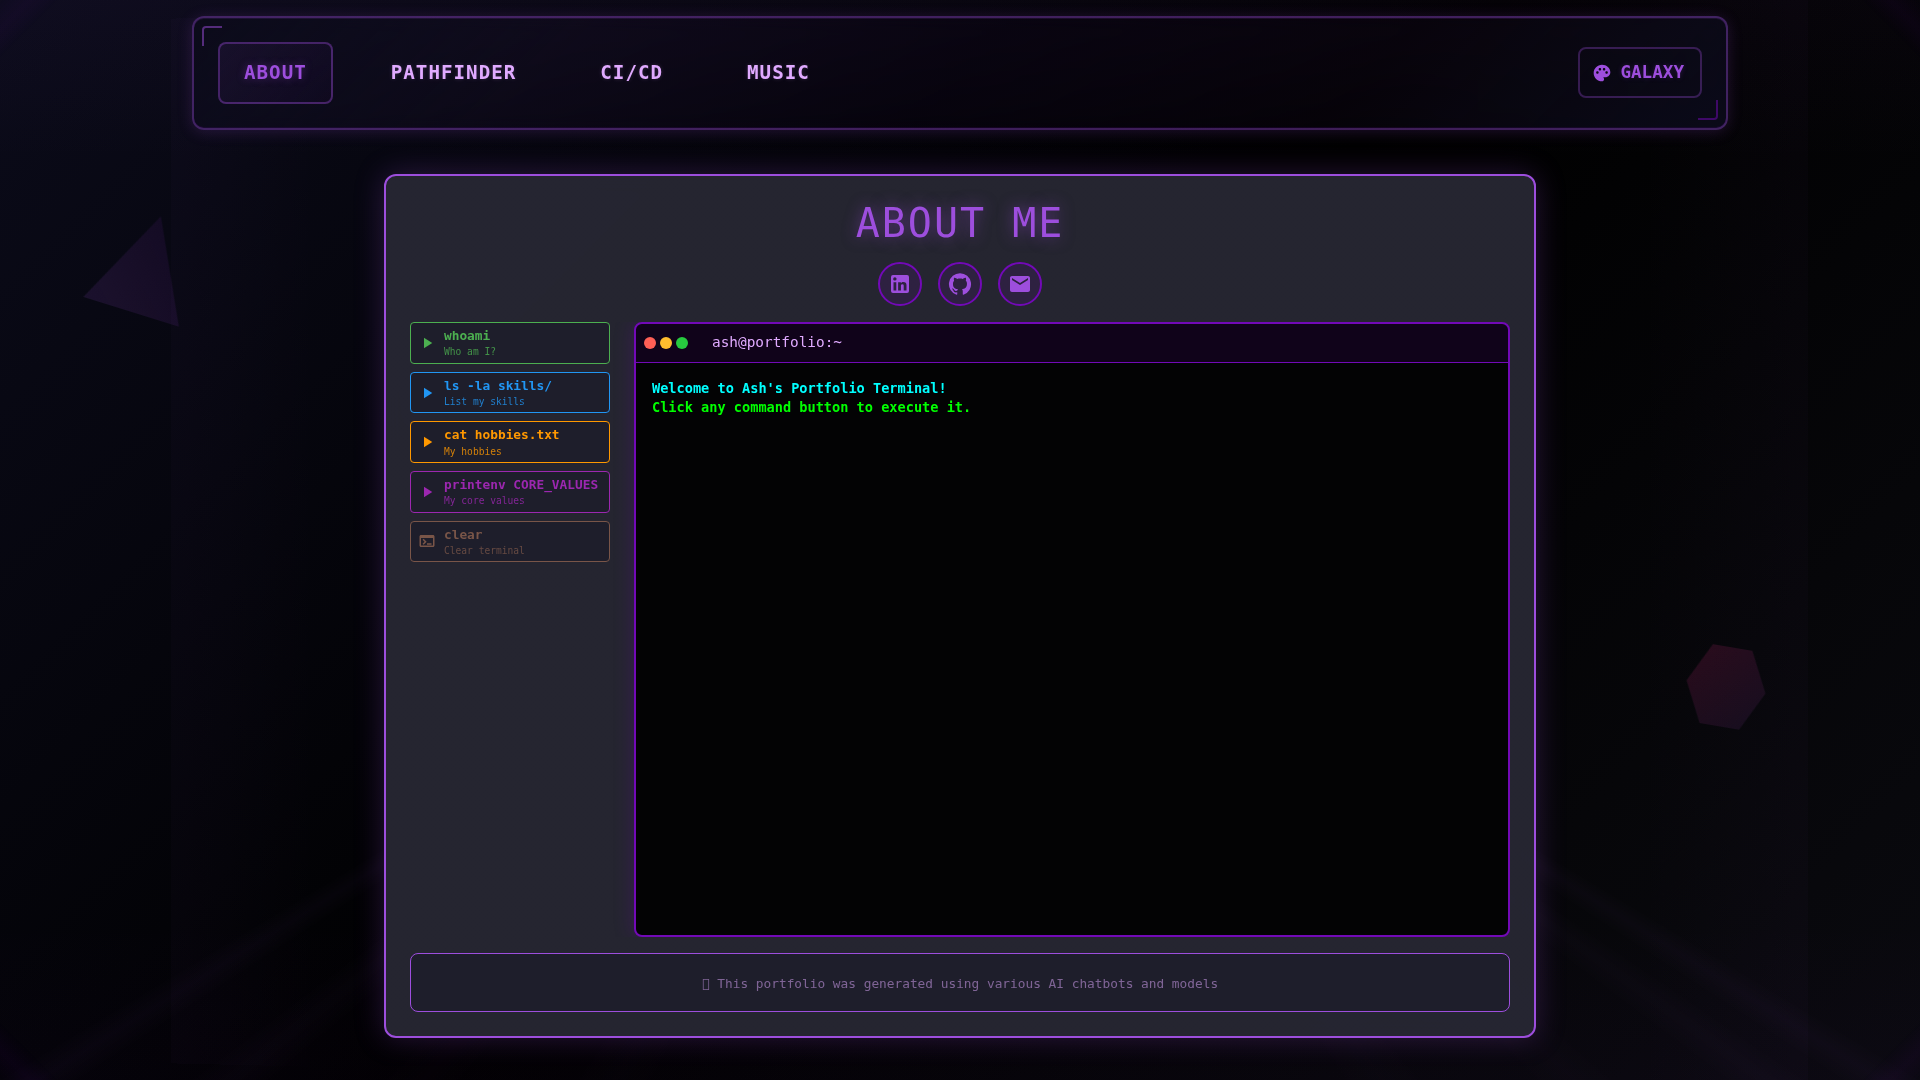 ABOUT
PATHFINDER
CI/CD
MUSIC
GALAXY
ABOUT ME
whoami
Who am I?
ls -la skills/
List my skills
cat hobbies.txt
My hobbies
printenv CORE_VALUES
My core values
clear
Clear terminal
ash@portfolio:~
Welcome to Ash's Portfolio Terminal!
Click any command button to execute it.
This portfolio was generated using various AI chatbots and models